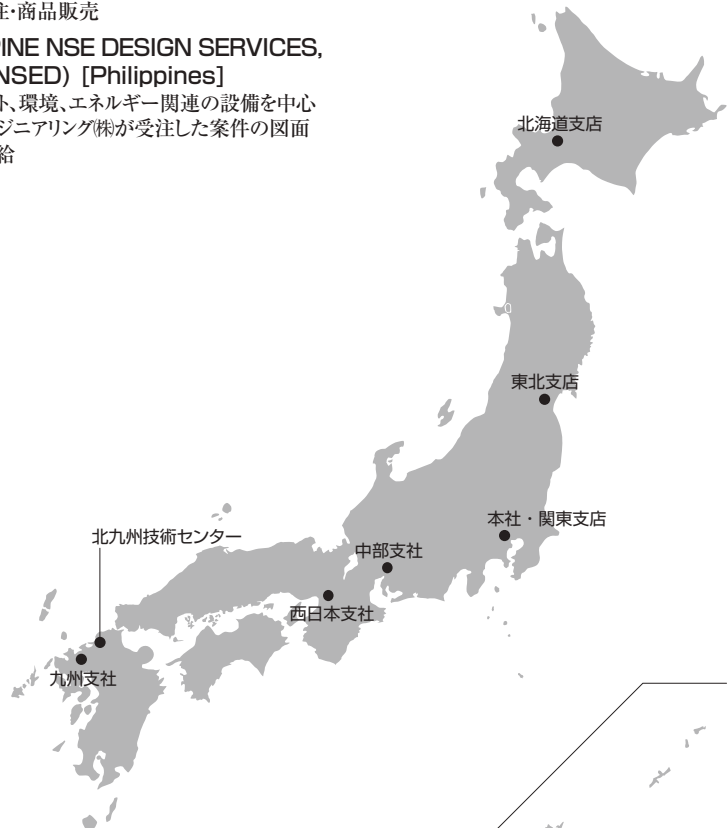 注・商品販売
PINE NSE DESIGN SERVICES,
NSED) [Philippines]
ト、環境、エネルギー関連の設備を中心
ジニアリング㈱が受注した案件の図面
給
北海道支店
東北支店
本社・関東支店
北九州技術センター
中部支社
西日本支社
九州支社